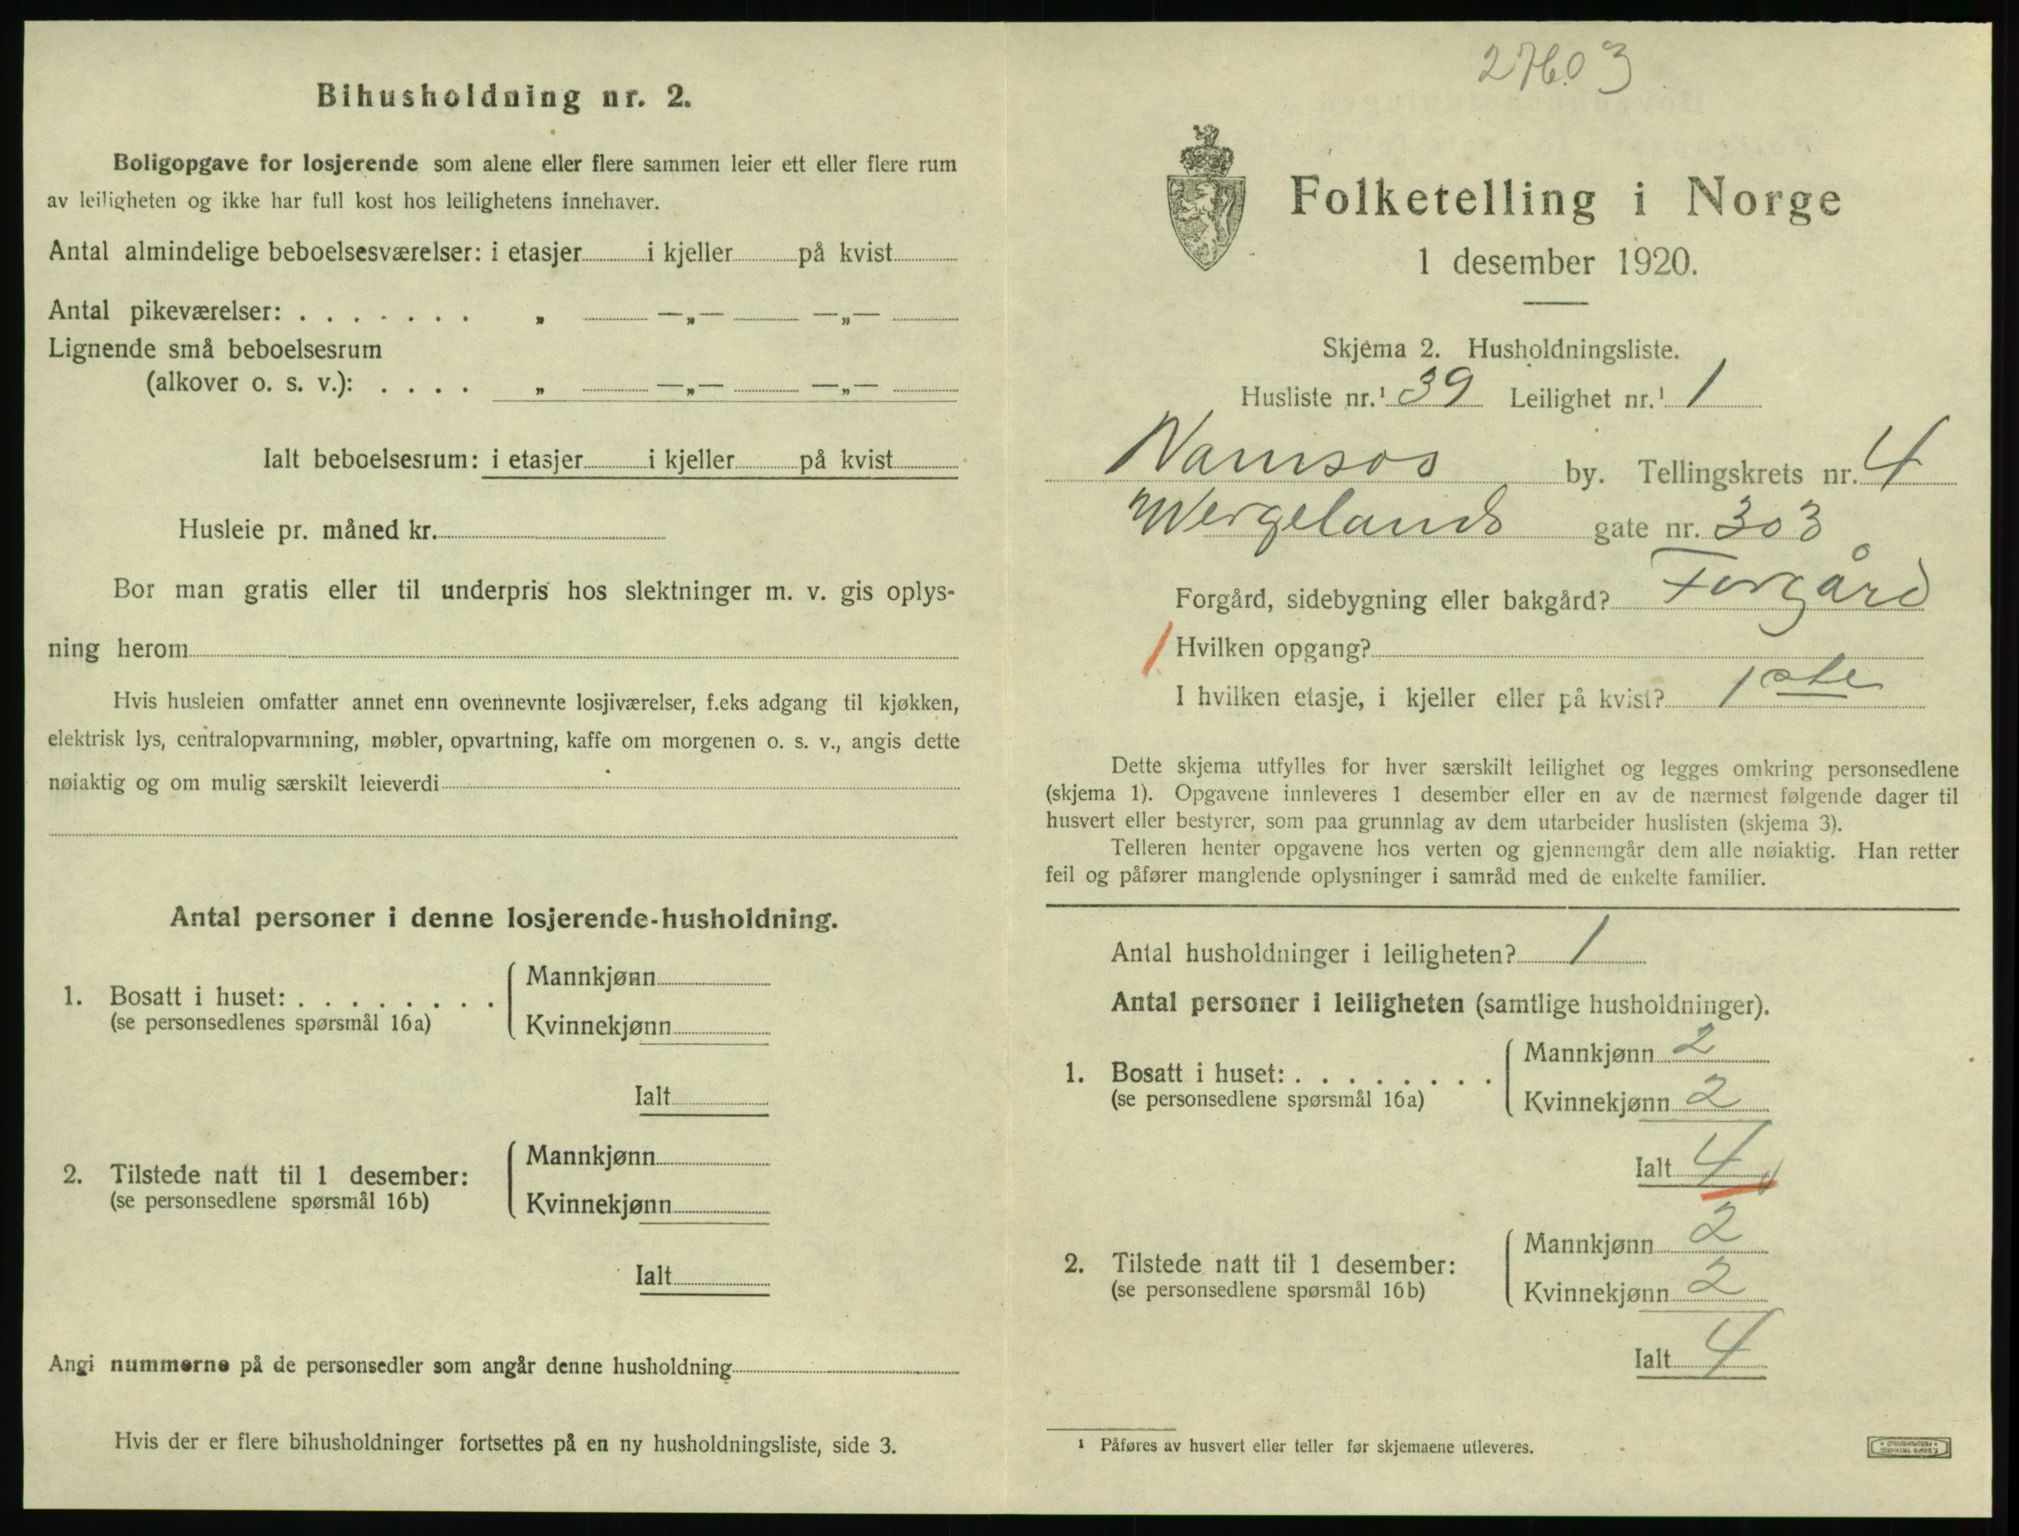 Bihusholdning nr. 2.
Boligopgave for losjerende som alene eller flere sammen leier ett eller flere rum
av leiligheten og ikke har full kost hos leilighetens innehaver.
Antal almindelige beboelsesværelser: i etasjer i kjeller på kvist
Antal pikeværelser: . . . . . . . „ —„— —„—
Lignende små beboelsesrum
(alkover o. s. v.): . . . . „ —„— —„—
Ialt beboelsesrum: i etasjer i kjeller på kvist
Husleie pr. måned kr.
Bor man gratis eller til underpris hos slektninger m. v. gis oplys-
ning herom
Hvis husleien omfatter annet enn ovennevnte losjiværelser, f.eks adgang til kjøkken,
elektrisk lys, centralopvarmning, møbler, opvartning, kaffe om morgenen o. s. v., angis dette
nøiaktig og om mulig særskilt leieverdi
Antal personer i denne losjerende-husholdning.
1. Bosatt i huset: . . . . . . . . Mannkjønn
(se personsedlenes spørsmål 16a)
Kvinnekjønn
Ialt
2. Tilstede natt til 1 desember: Mannkjønn
(se personsedlene spørsmål 16b)
Kvinnekjønn
Ialt
Angi nummerne på de personsedler som angår denne husholdning
Hvis der er flere bihusholdninger fortsettes på en ny husholdningsliste, side 3.
27603
Folketelling i Norge
1 desember 1920.
Skjema 2. Husholdningsliste.
Husliste nr.¹ 39 Leilighet nr.¹ 1
Namsos by. Tellingskrets nr. 4
Wergelands gate nr. 303
Forgård, sidebygning eller bakgård? Forgård
1 Hvilken opgang?
I hvilken etasje, i kjeller eller på kvist? 1ste
Dette skjema utfylles for hver særskilt leilighet og legges omkring personsedlene
(skjema 1). Opgavene innleveres 1 desember eller en av de nærmest følgende dager til
husvert eller bestyrer, som paa grunnlag av dem utarbeider huslisten (skjema 3).
Telleren henter opgavene hos verten og gjennemgår dem alle nøiaktig. Han retter
feil og påfører manglende oplysninger i samråd med de enkelte familier.
Antal husholdninger i leiligheten? 1
Antal personer i leiligheten (samtlige husholdninger).
1. Bosatt i huset: . . . . . . . . Mannkjønn 2
(se personsedlene spørsmål 16a)
Kvinnekjønn 2
Ialt 4
2. Tilstede natt til 1 desember: Mannkjønn 2
(se personsedlene spørsmål 16b)
Kvinnekjønn 2
Ialt 4
¹ Påføres av husvert eller teller før skjemaene utleveres.